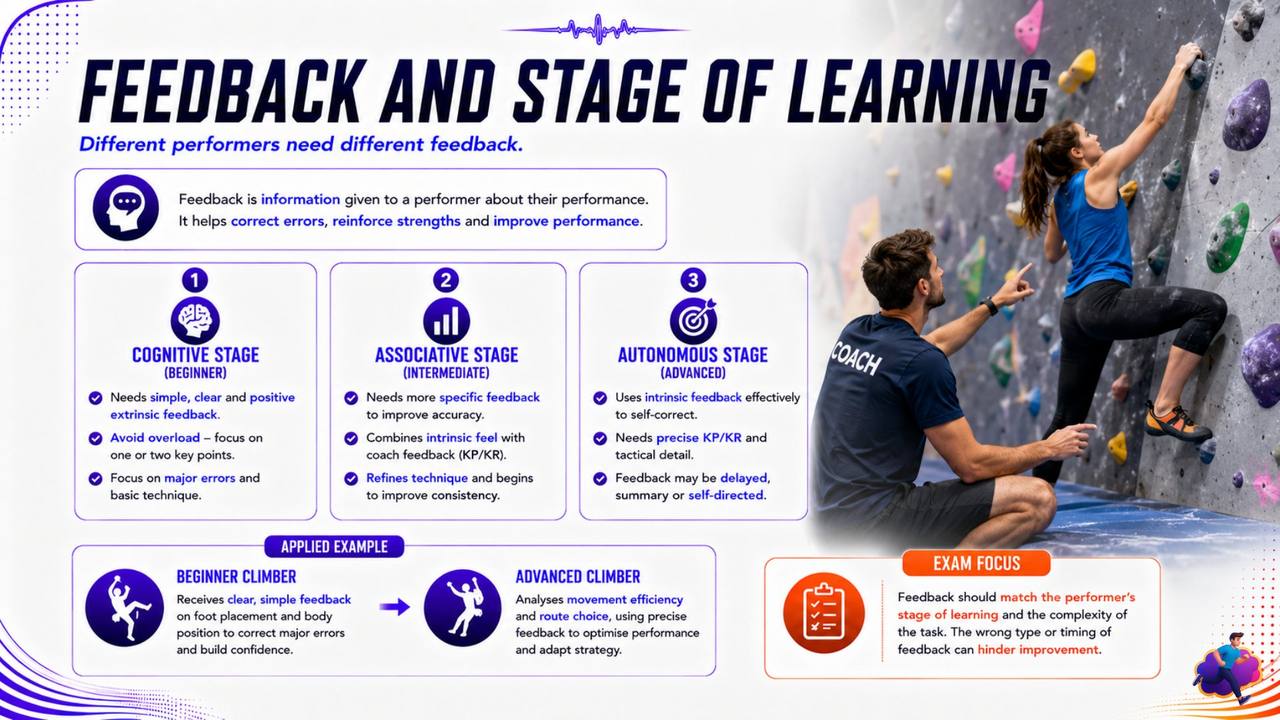 FEEDBACK AND STAGE OF LEARNING
Different performers need different feedback.
Feedback is information given to a performer about their performance.
It helps correct errors, reinforce strengths and improve performance.
1
COGNITIVE STAGE
(BEGINNER)
Needs simple, clear and positive
extrinsic feedback.
Avoid overload – focus on
one or two key points.
Focus on major errors and
basic technique.
2
ASSOCIATIVE STAGE
(INTERMEDIATE)
Needs more specific feedback
to improve accuracy.
Combines intrinsic feel with
coach feedback (KP/KR).
Refines technique and begins
to improve consistency.
3
AUTONOMOUS STAGE
(ADVANCED)
Uses intrinsic feedback effectively
to self-correct.
Needs precise KP/KR and
tactical detail.
Feedback may be delayed,
summary or self-directed.
COACH
APPLIED EXAMPLE
BEGINNER CLIMBER
Receives clear, simple feedback
on foot placement and body
position to correct major errors
and build confidence.
ADVANCED CLIMBER
Analyses movement efficiency
and route choice, using precise
feedback to optimise performance
and adapt strategy.
EXAM FOCUS
Feedback should match the performer's
stage of learning and the complexity of
the task. The wrong type or timing of
feedback can hinder improvement.